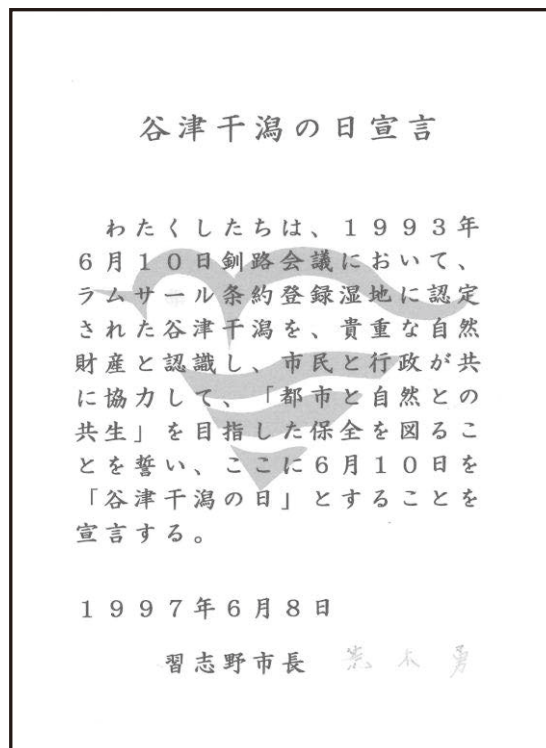 谷津干潟の日宣言
わたくしたちは、１９９３年
６月１０日釧路会議において、
ラムサール条約登録湿地に認定
された谷津干潟を、貴重な自然
財産と認識し、市民と行政が共
に協力して、「都市と自然との
共生」を目指した保全を図るこ
とを誓い、ここに６月１０日を
「谷津干潟の日」とすることを
宣言する。
１９９７年６月８日
習志野市長 荒木勇